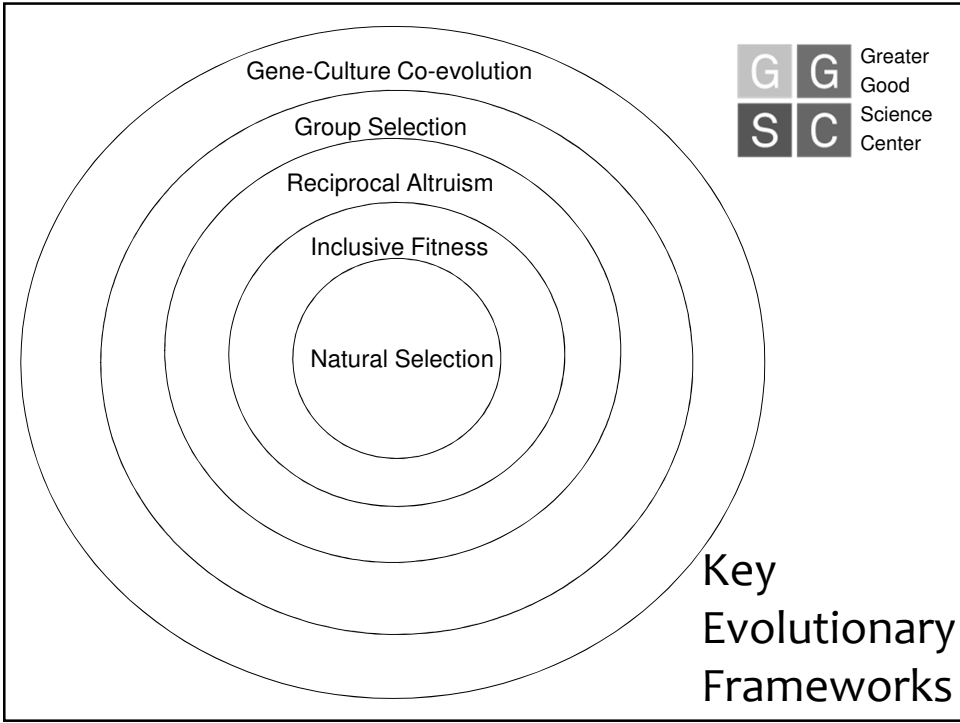 Gene-Culture Co-evolution
Group Selection
Reciprocal Altruism
Inclusive Fitness
Natural Selection
G G
S C
Greater
Good
Science
Center
Key
Evolutionary
Frameworks